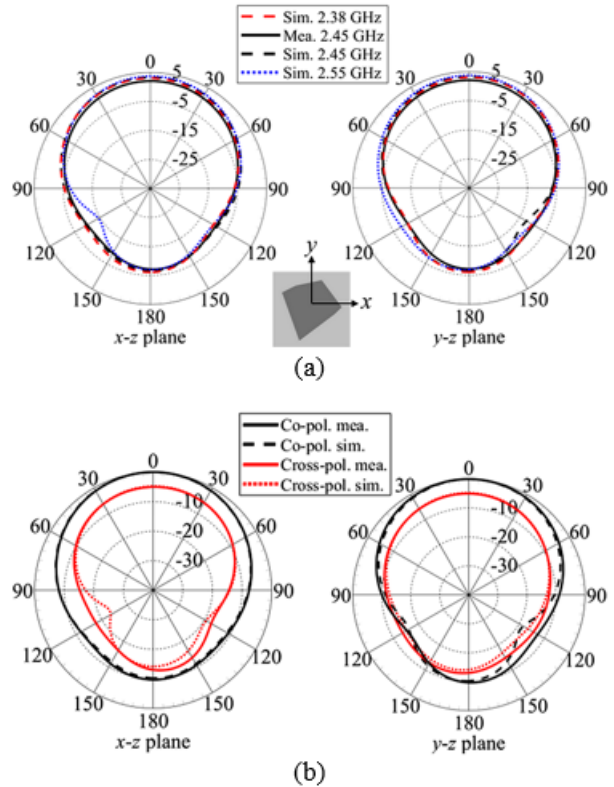 Sim. 2.38 GHz
Mea. 2.45 GHz
Sim. 2.45 GHz
Sim. 2.55 GHz
0 5 0 5
30 30 30 30
-5 -5
60 -15 60 60 -15 60
-25 -25
90 90 90 90
120 120 120 120
150 150 150 150
180 180
y
x
x-z plane y-z plane
(a)
Co-pol. mea.
Co-pol. sim.
Cross-pol. mea.
Cross-pol. sim.
0 0
30 30 30 30
-10 -10
60 -20 60 60 -20 60
-30 -30
90 90 90 90
120 120 120 120
150 150 150 150
180 180
x-z plane y-z plane
(b)